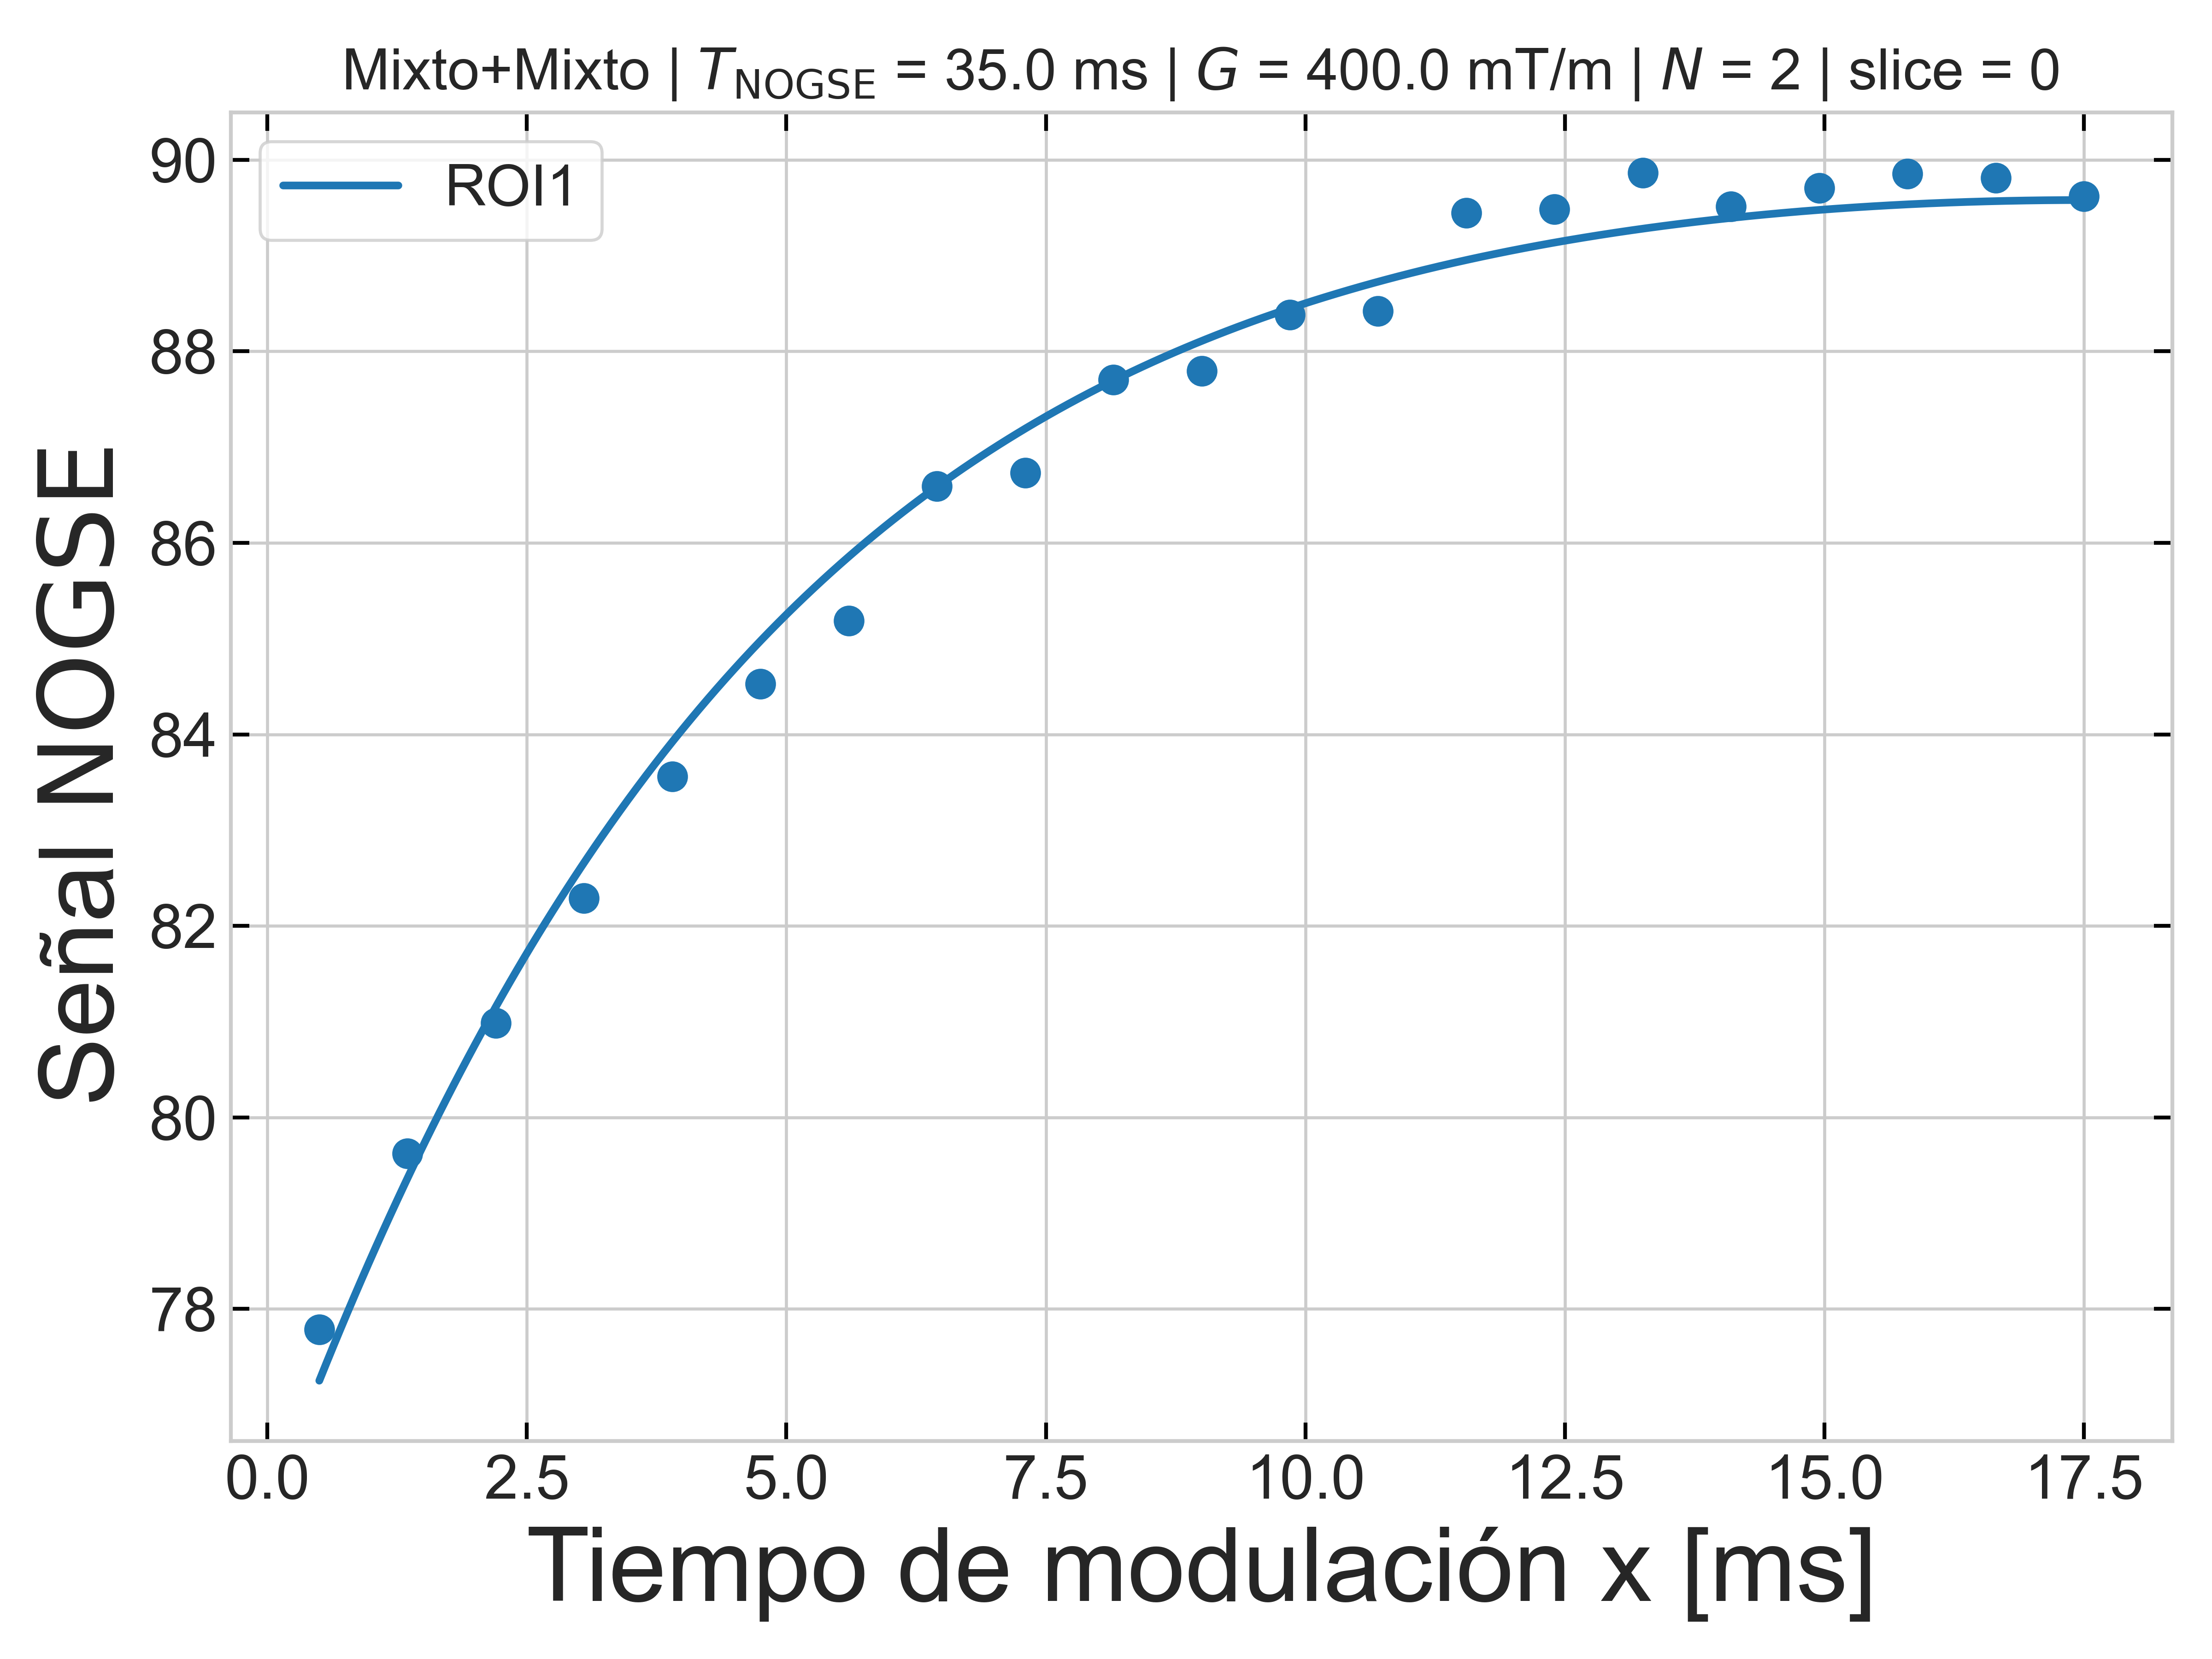 Mixto+Mixto | T_NOGSE = 35.0 ms | G = 400.0 mT/m | N = 2 | slice = 0
ROI1
Señal NOGSE
90
88
86
84
82
80
78
0.0 2.5 5.0 7.5 10.0 12.5 15.0 17.5
Tiempo de modulación x [ms]